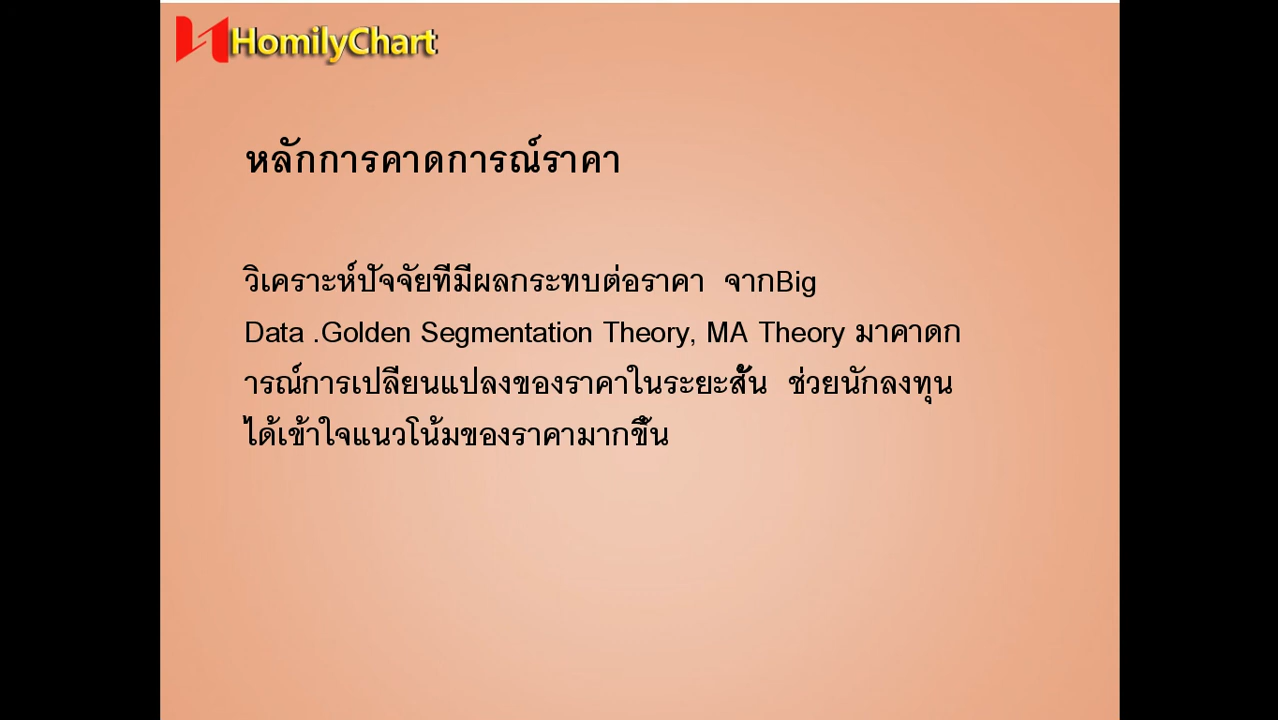 HomilyChart
หลักการคาดการณ์ราคา
วิเคราะห์ปัจจัยที่มีผลกระทบต่อราคา จากBig
Data .Golden Segmentation Theory, MA Theory มาคาดก
ารณ์การเปลี่ยนแปลงของราคาในระยะสั้น ช่วยนักลงทุน
ได้เข้าใจแนวโน้มของราคามากขึ้น